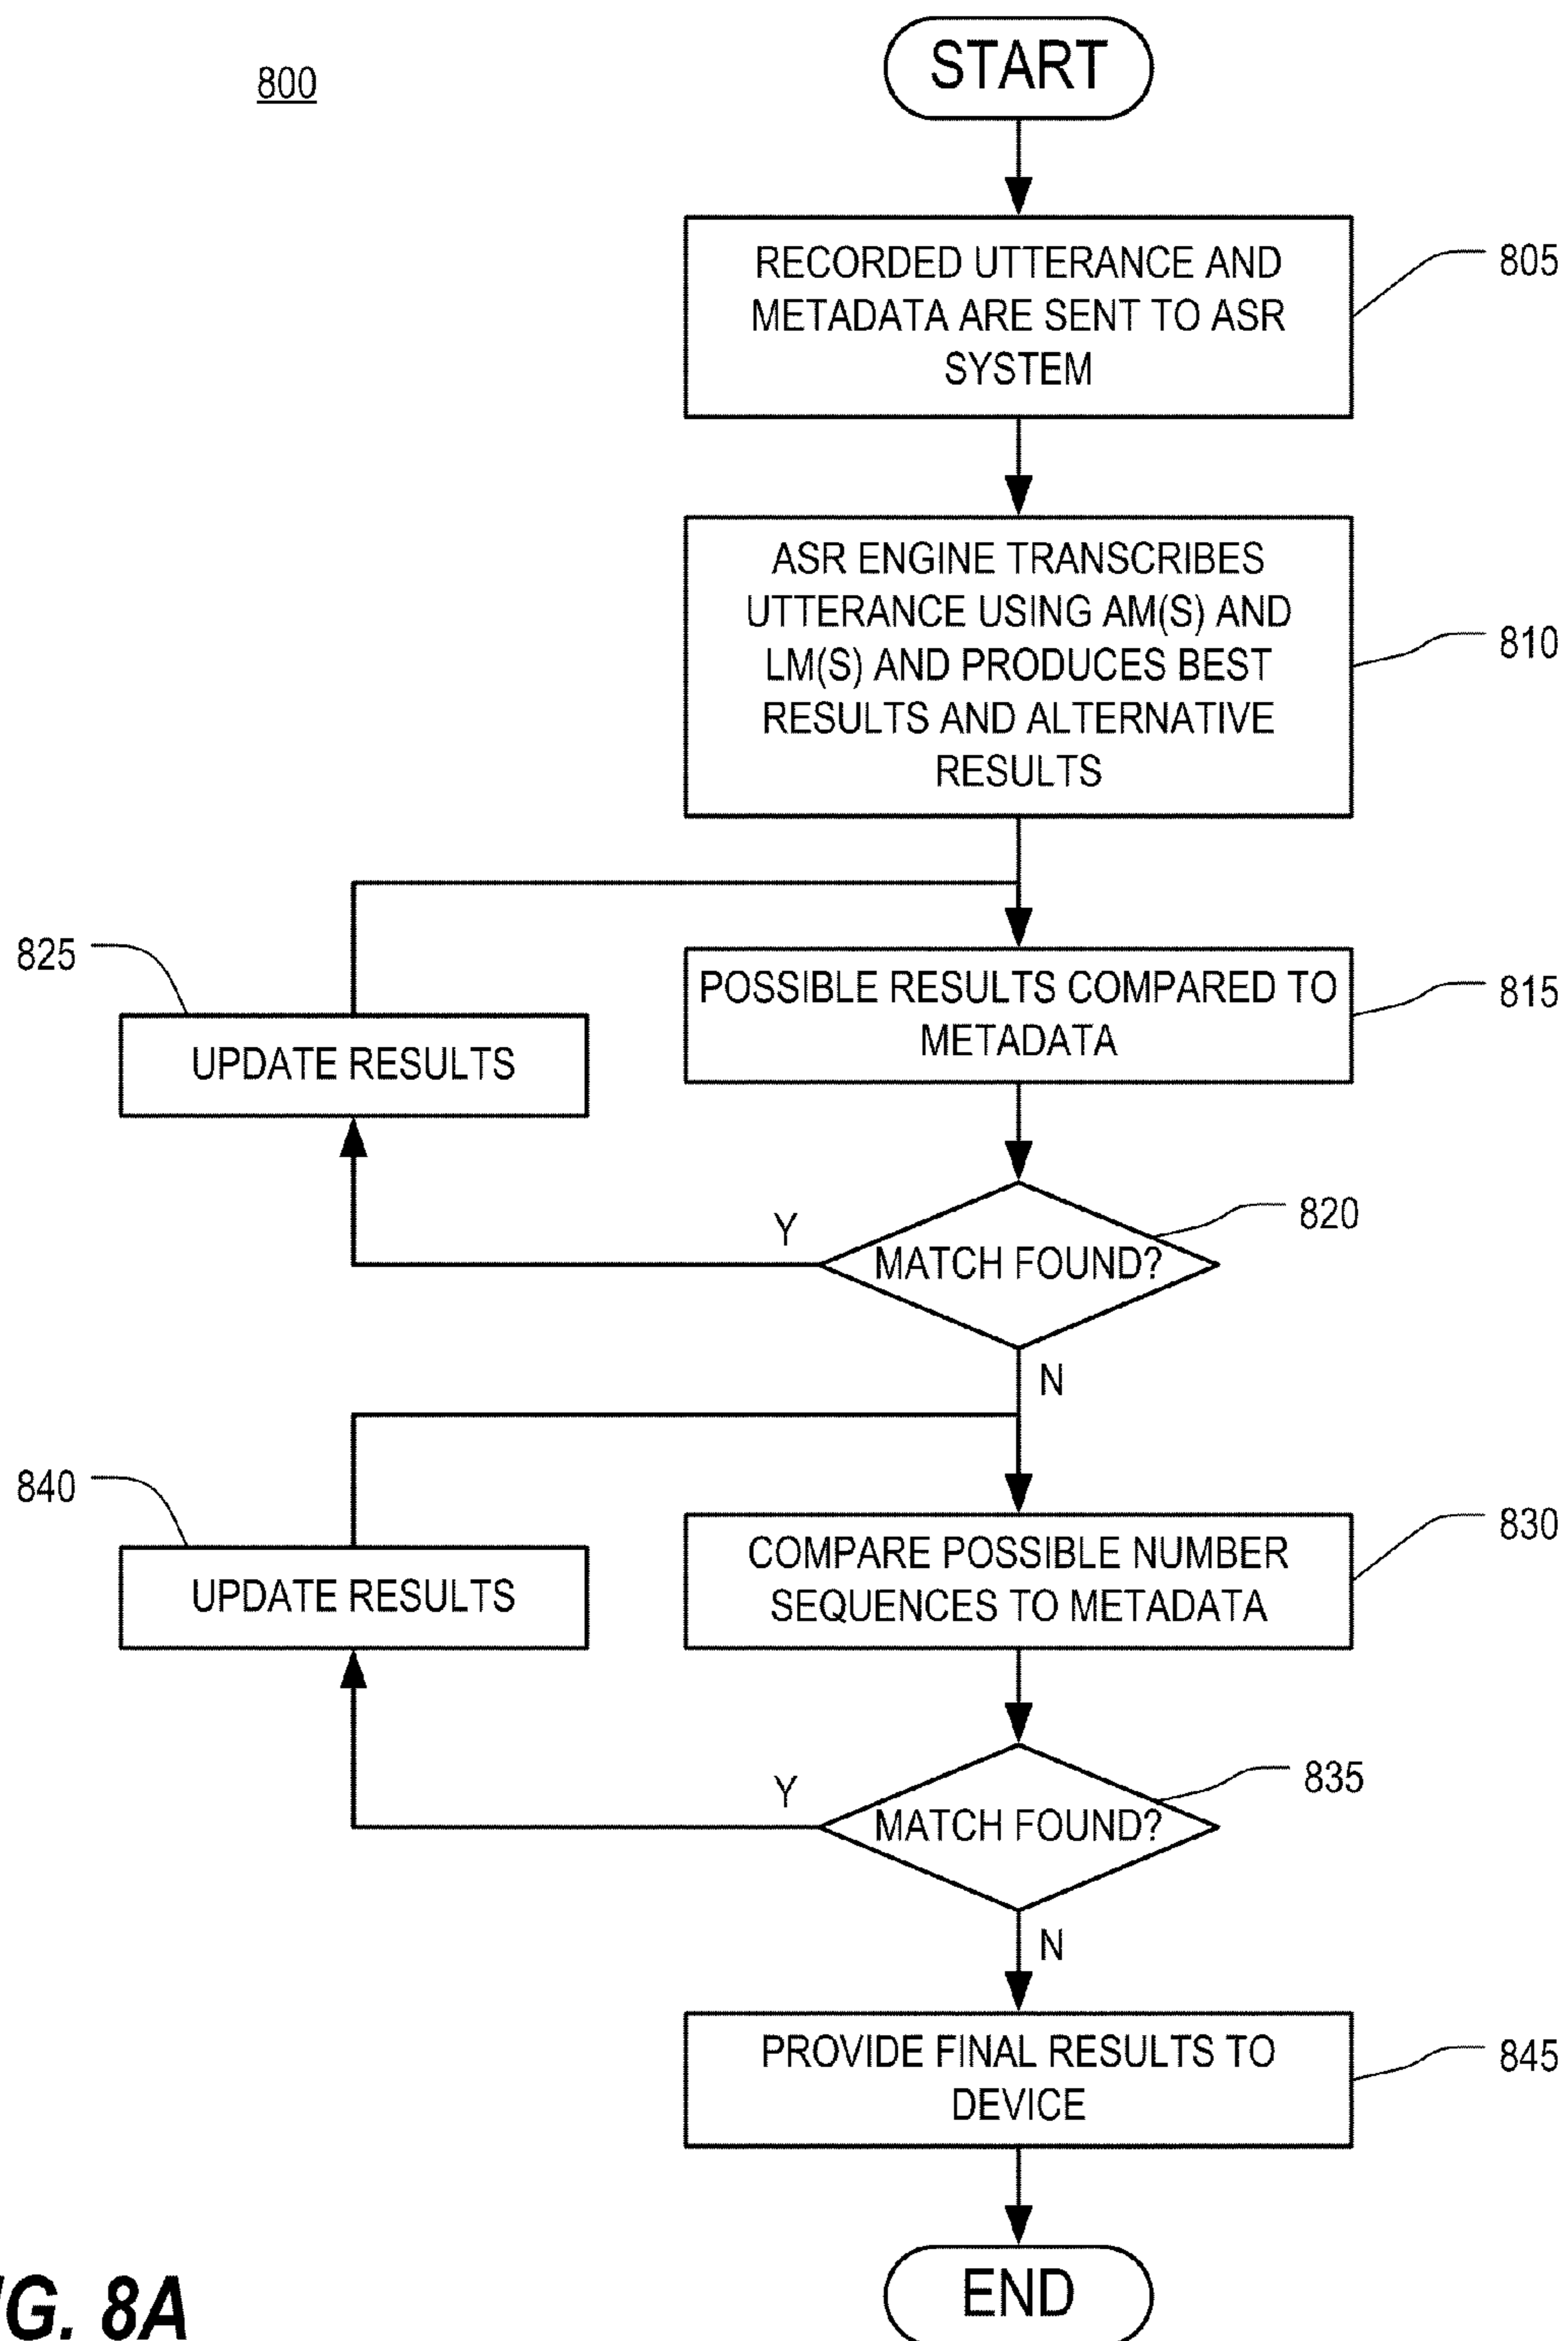 800
START
RECORDED UTTERANCE AND
METADATA ARE SENT TO ASR
SYSTEM
805
ASR ENGINE TRANSCRIBES
UTTERANCE USING AM(S) AND
LM(S) AND PRODUCES BEST
RESULTS AND ALTERNATIVE
RESULTS
810
825
UPDATE RESULTS
POSSIBLE RESULTS COMPARED TO
METADATA
815
Y
MATCH FOUND?
820
N
840
UPDATE RESULTS
COMPARE POSSIBLE NUMBER
SEQUENCES TO METADATA
830
Y
MATCH FOUND?
835
N
PROVIDE FINAL RESULTS TO
DEVICE
845
END
G. 8A